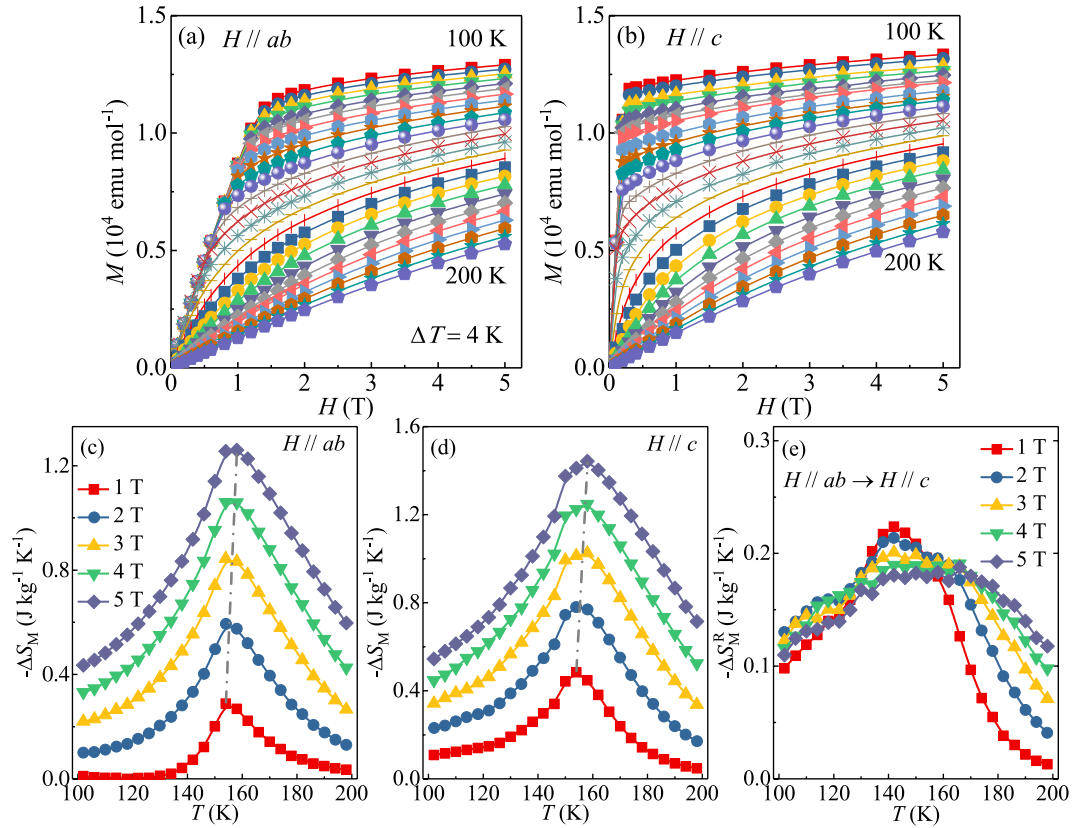 (a) H // ab 100 K
1.5
1.0
0.5
0.0
M (10⁴ emu mol⁻¹)
200 K
ΔT = 4 K
0 1 2 3 4 5
H (T)
(b) H // c 100 K
1.5
1.0
0.5
0.0
M (10⁴ emu mol⁻¹)
200 K
0 1 2 3 4 5
H (T)
(c) H // ab
1.2
0.8
0.4
0.0
-ΔS_M (J kg⁻¹ K⁻¹)
1 T
2 T
3 T
4 T
5 T
100 120 140 160 180 200
T (K)
(d) H // c
1.6
1.2
0.8
0.4
0.0
-ΔS_M (J kg⁻¹ K⁻¹)
100 120 140 160 180 200
T (K)
(e)
H // ab → H // c
0.3
0.2
0.1
0.0
-ΔS_M^R (J kg⁻¹ K⁻¹)
1 T
2 T
3 T
4 T
5 T
100 120 140 160 180 200
T (K)